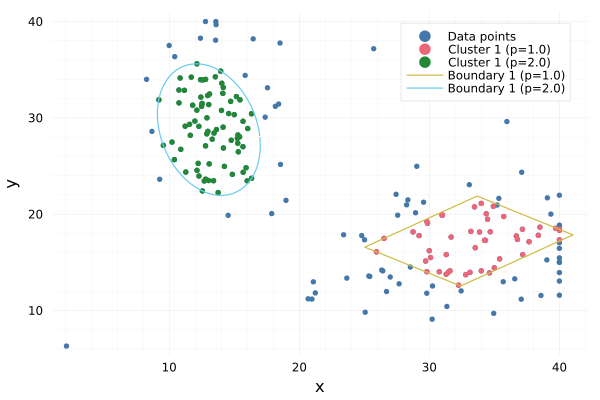 40
30
20
10
y
10
20
30
40
x
Data points
Cluster 1 (p=1.0)
Cluster 1 (p=2.0)
Boundary 1 (p=1.0)
Boundary 1 (p=2.0)